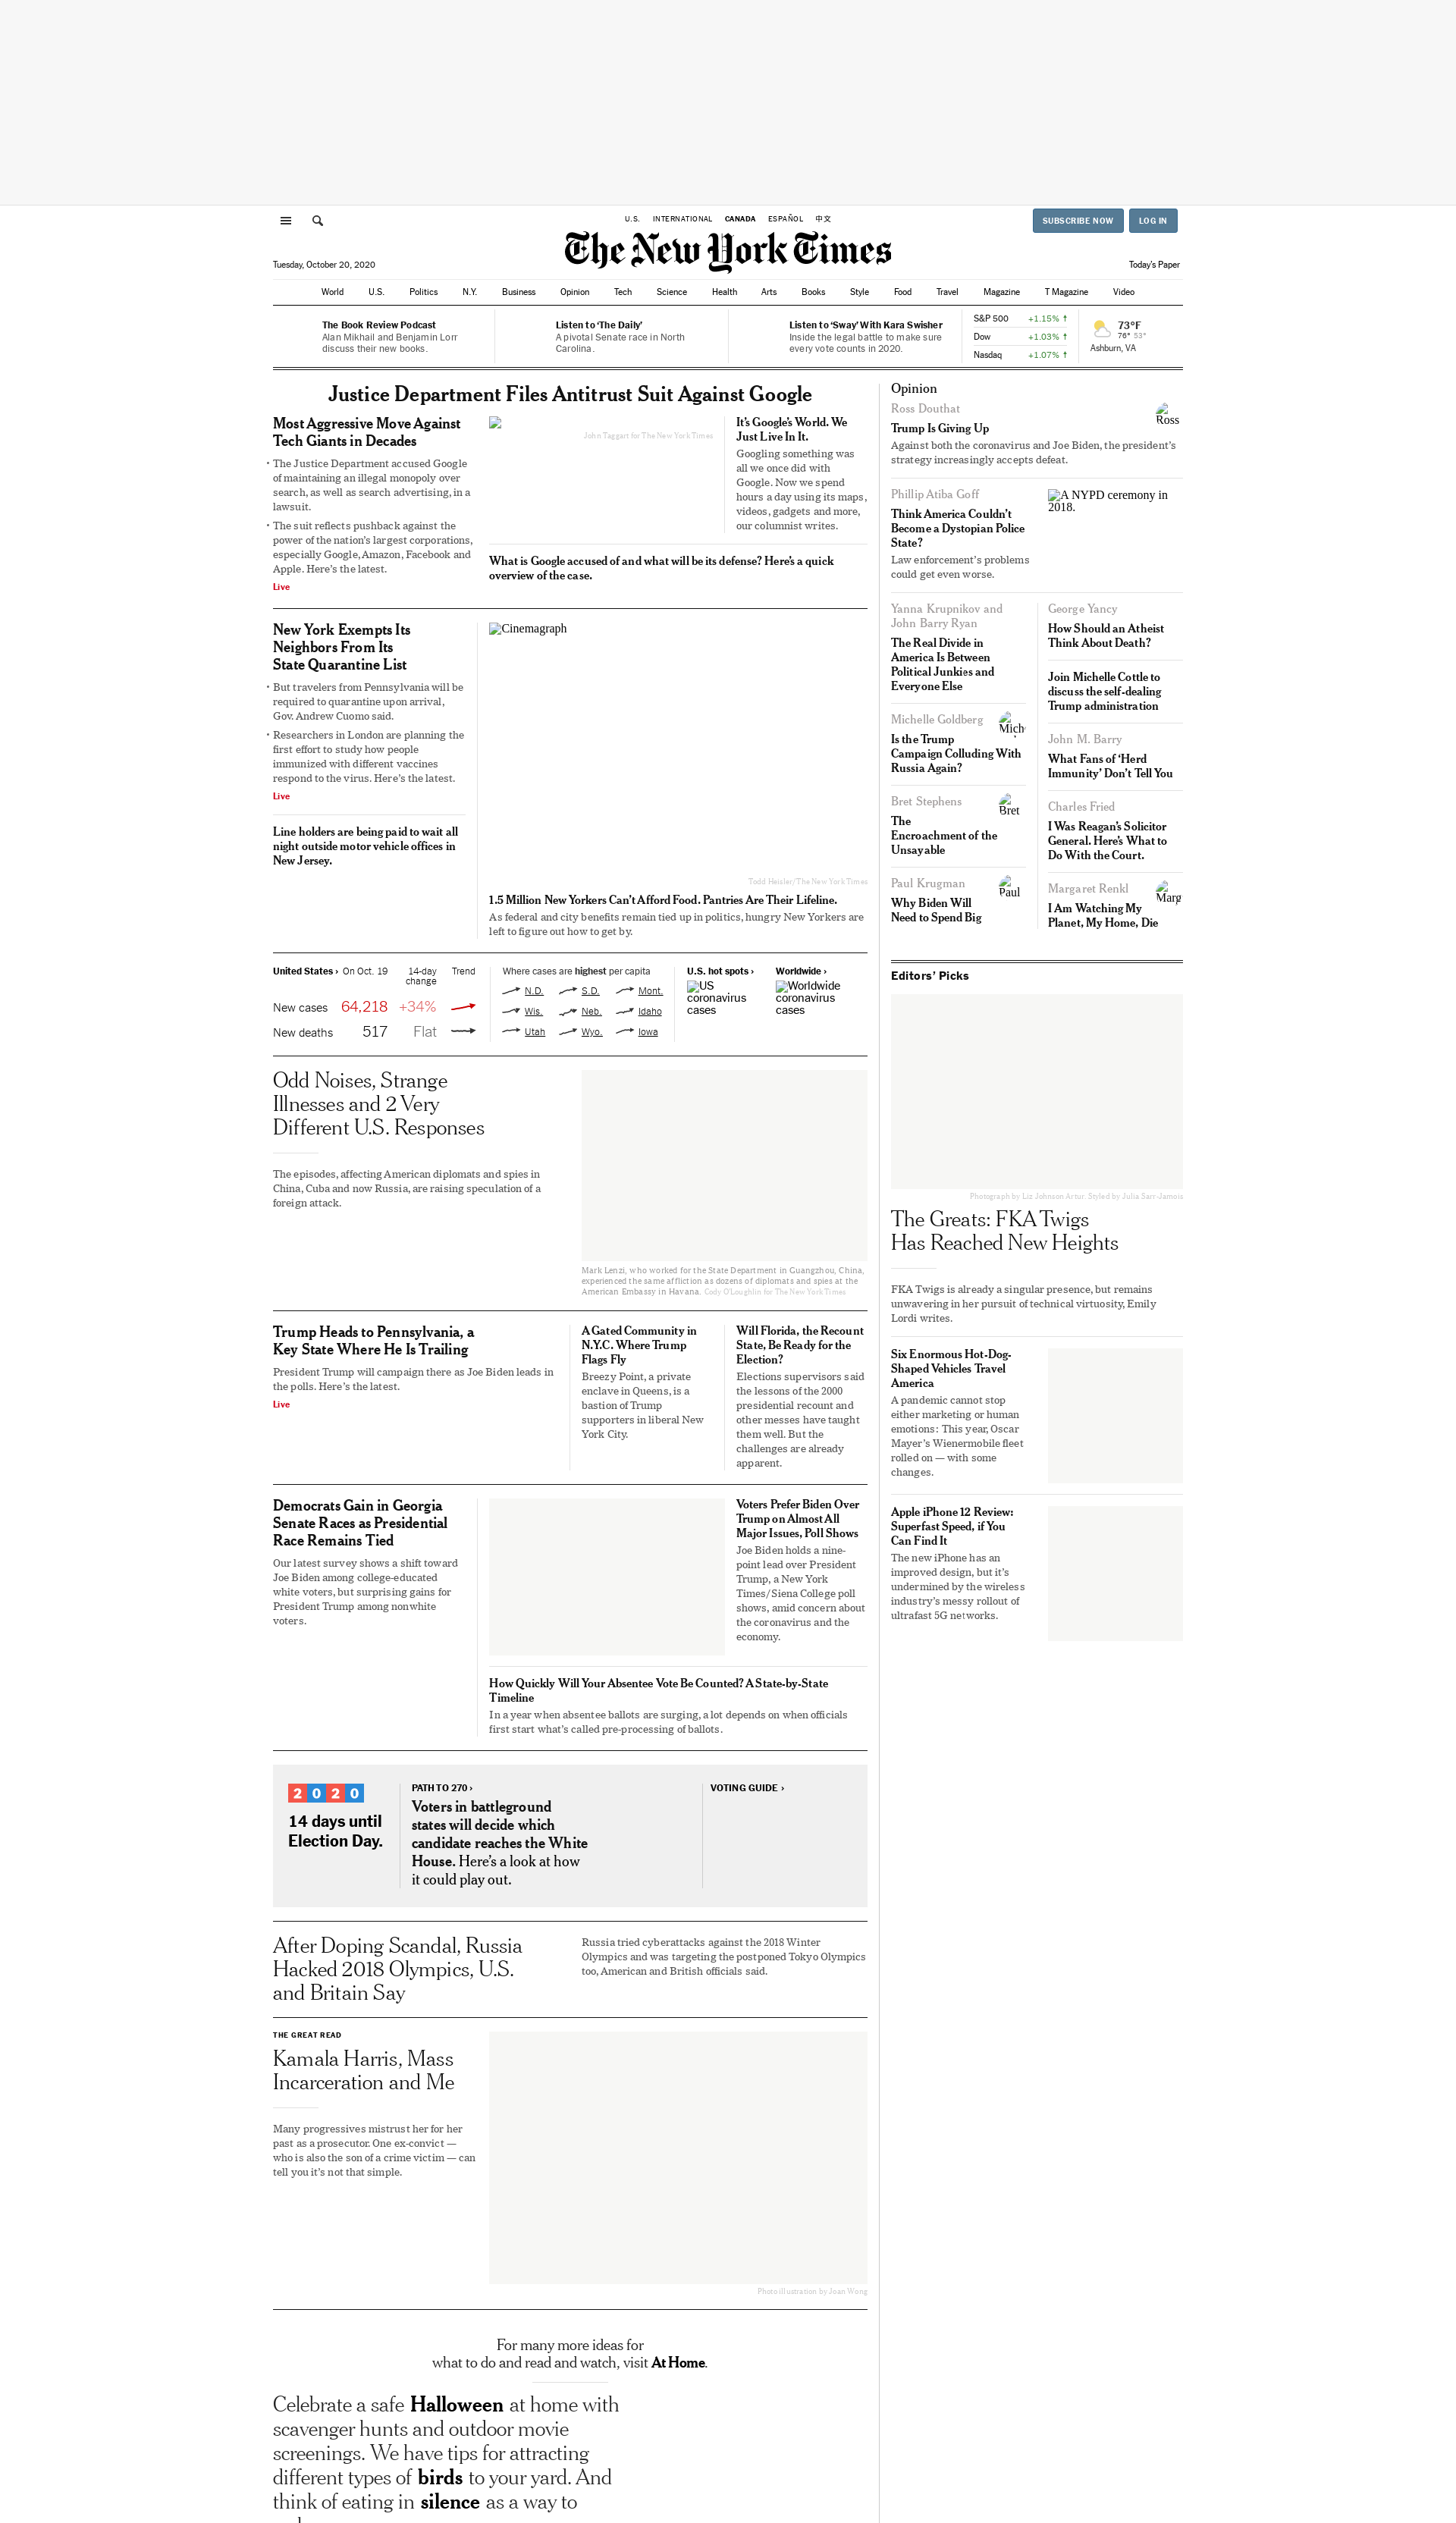 U.S. INTERNATIONAL CANADA ESPAÑOL 中文
SUBSCRIBE NOW LOG IN
The New York Times
Tuesday, October 20, 2020
Today's Paper
World U.S. Politics N.Y. Business Opinion Tech Science Health Arts Books Style Food Travel Magazine T Magazine Video
The Book Review Podcast
Alan Mikhail and Benjamin Lorr
discuss their new books.
Listen to ‘The Daily’
A pivotal Senate race in North
Carolina.
Listen to ‘Sway’ With Kara Swisher
Inside the legal battle to make sure
every vote counts in 2020.
S&P 500 +1.15% ↑
Dow +1.03% ↑
Nasdaq +1.07% ↑
73°F
76° 53°
Ashburn, VA
Justice Department Files Antitrust Suit Against Google
Most Aggressive Move Against
Tech Giants in Decades
• The Justice Department accused Google
of maintaining an illegal monopoly over
search, as well as search advertising, in a
lawsuit.
• The suit reflects pushback against the
power of the nation’s largest corporations,
especially Google, Amazon, Facebook and
Apple. Here’s the latest.
Live
John Taggart for The New York Times
It’s Google’s World. We
Just Live In It.
Googling something was
all we once did with
Google. Now we spend
hours a day using its maps,
videos, gadgets and more,
our columnist writes.
What is Google accused of and what will be its defense? Here’s a quick
overview of the case.
New York Exempts Its
Neighbors From Its
State Quarantine List
• But travelers from Pennsylvania will be
required to quarantine upon arrival,
Gov. Andrew Cuomo said.
• Researchers in London are planning the
first effort to study how people
immunized with different vaccines
respond to the virus. Here’s the latest.
Live
Line holders are being paid to wait all
night outside motor vehicle offices in
New Jersey.
Cinemagraph
Todd Heisler/The New York Times
1.5 Million New Yorkers Can’t Afford Food. Pantries Are Their Lifeline.
As federal and city benefits remain tied up in politics, hungry New Yorkers are
left to figure out how to get by.
United States › On Oct. 19 14-day
change Trend
New cases 64,218 +34%
New deaths 517 Flat
Where cases are highest per capita
N.D. S.D. Mont.
Wis. Neb. Idaho
Utah Wyo. Iowa
U.S. hot spots ›
US
coronavirus
cases
Worldwide ›
Worldwide
coronavirus
cases
Odd Noises, Strange
Illnesses and 2 Very
Different U.S. Responses
The episodes, affecting American diplomats and spies in
China, Cuba and now Russia, are raising speculation of a
foreign attack.
Mark Lenzi, who worked for the State Department in Guangzhou, China,
experienced the same affliction as dozens of diplomats and spies at the
American Embassy in Havana. Cody O’Loughlin for The New York Times
Trump Heads to Pennsylvania, a
Key State Where He Is Trailing
President Trump will campaign there as Joe Biden leads in
the polls. Here’s the latest.
Live
A Gated Community in
N.Y.C. Where Trump
Flags Fly
Breezy Point, a private
enclave in Queens, is a
bastion of Trump
supporters in liberal New
York City.
Will Florida, the Recount
State, Be Ready for the
Election?
Elections supervisors said
the lessons of the 2000
presidential recount and
other messes have taught
them well. But the
challenges are already
apparent.
Democrats Gain in Georgia
Senate Races as Presidential
Race Remains Tied
Our latest survey shows a shift toward
Joe Biden among college-educated
white voters, but surprising gains for
President Trump among nonwhite
voters.
Voters Prefer Biden Over
Trump on Almost All
Major Issues, Poll Shows
Joe Biden holds a nine-
point lead over President
Trump, a New York
Times/Siena College poll
shows, amid concern about
the coronavirus and the
economy.
How Quickly Will Your Absentee Vote Be Counted? A State-by-State
Timeline
In a year when absentee ballots are surging, a lot depends on when officials
first start what’s called pre-processing of ballots.
2020
14 days until
Election Day.
PATH TO 270 ›
Voters in battleground
states will decide which
candidate reaches the White
House. Here’s a look at how
it could play out.
VOTING GUIDE ›
After Doping Scandal, Russia
Hacked 2018 Olympics, U.S.
and Britain Say
Russia tried cyberattacks against the 2018 Winter
Olympics and was targeting the postponed Tokyo Olympics
too, American and British officials said.
THE GREAT READ
Kamala Harris, Mass
Incarceration and Me
Many progressives mistrust her for her
past as a prosecutor. One ex-convict —
who is also the son of a crime victim — can
tell you it’s not that simple.
Photo illustration by Joan Wong
For many more ideas for
what to do and read and watch, visit At Home.
Celebrate a safe Halloween at home with
scavenger hunts and outdoor movie
screenings. We have tips for attracting
different types of birds to your yard. And
think of eating in silence as a way to
Opinion
Ross Douthat
Trump Is Giving Up
Against both the coronavirus and Joe Biden, the president’s
strategy increasingly accepts defeat.
Ross
Phillip Atiba Goff
Think America Couldn’t
Become a Dystopian Police
State?
Law enforcement’s problems
could get even worse.
A NYPD ceremony in
2018.
Yanna Krupnikov and
John Barry Ryan
The Real Divide in
America Is Between
Political Junkies and
Everyone Else
Michelle Goldberg
Is the Trump
Campaign Colluding With
Russia Again?
Mich
Bret Stephens
The
Encroachment of the
Unsayable
Bret
Paul Krugman
Why Biden Will
Need to Spend Big
Paul
George Yancy
How Should an Atheist
Think About Death?
Join Michelle Cottle to
discuss the self-dealing
Trump administration
John M. Barry
What Fans of ‘Herd
Immunity’ Don’t Tell You
Charles Fried
I Was Reagan’s Solicitor
General. Here’s What to
Do With the Court.
Margaret Renkl
I Am Watching My
Planet, My Home, Die
Marg
Editors’ Picks
Photograph by Liz Johnson Artur. Styled by Julia Sarr-Jamois
The Greats: FKA Twigs
Has Reached New Heights
FKA Twigs is already a singular presence, but remains
unwavering in her pursuit of technical virtuosity, Emily
Lordi writes.
Six Enormous Hot-Dog-
Shaped Vehicles Travel
America
A pandemic cannot stop
either marketing or human
emotions: This year, Oscar
Mayer’s Wienermobile fleet
rolled on — with some
changes.
Apple iPhone 12 Review:
Superfast Speed, if You
Can Find It
The new iPhone has an
improved design, but it’s
undermined by the wireless
industry’s messy rollout of
ultrafast 5G networks.